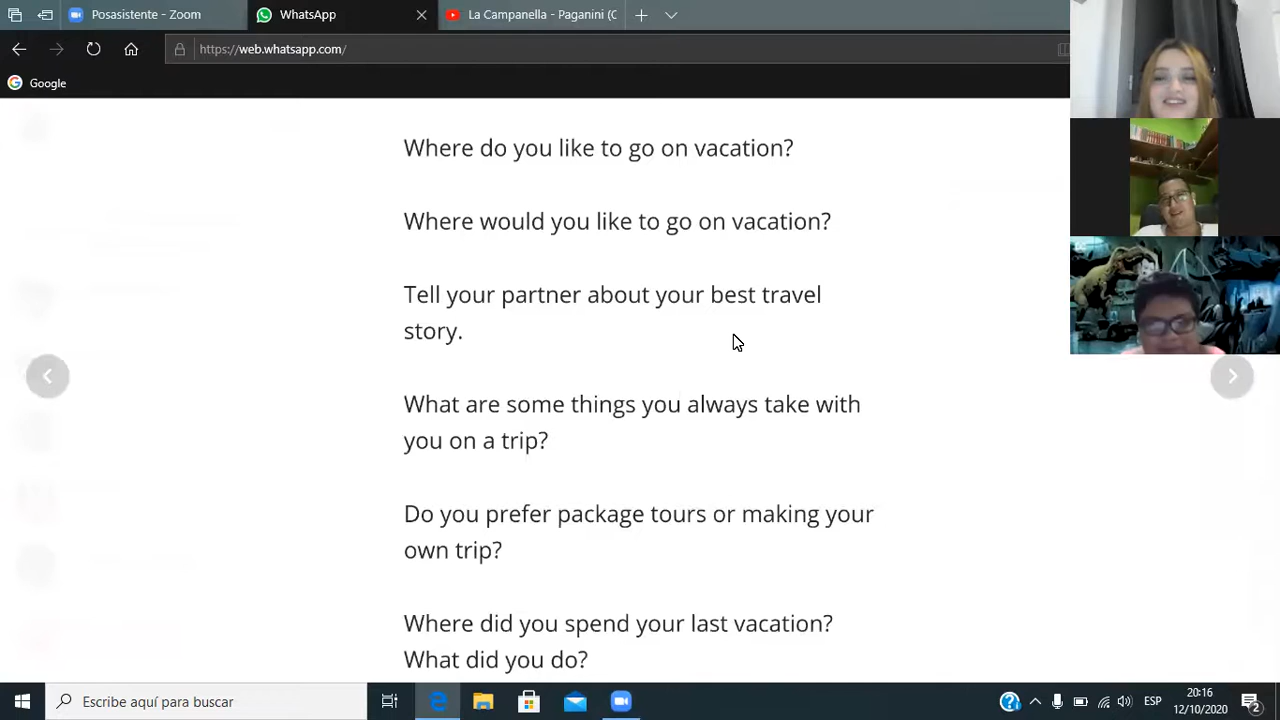 Posasistente - Zoom
WhatsApp
La Campanella - Paganini (C
https://web.whatsapp.com/
Google
Where do you like to go on vacation?
Where would you like to go on vacation?
Tell your partner about your best travel
story.
What are some things you always take with
you on a trip?
Do you prefer package tours or making your
own trip?
Where did you spend your last vacation?
What did you do?
Escribe aquí para buscar
ESP
20:16
12/10/2020
2